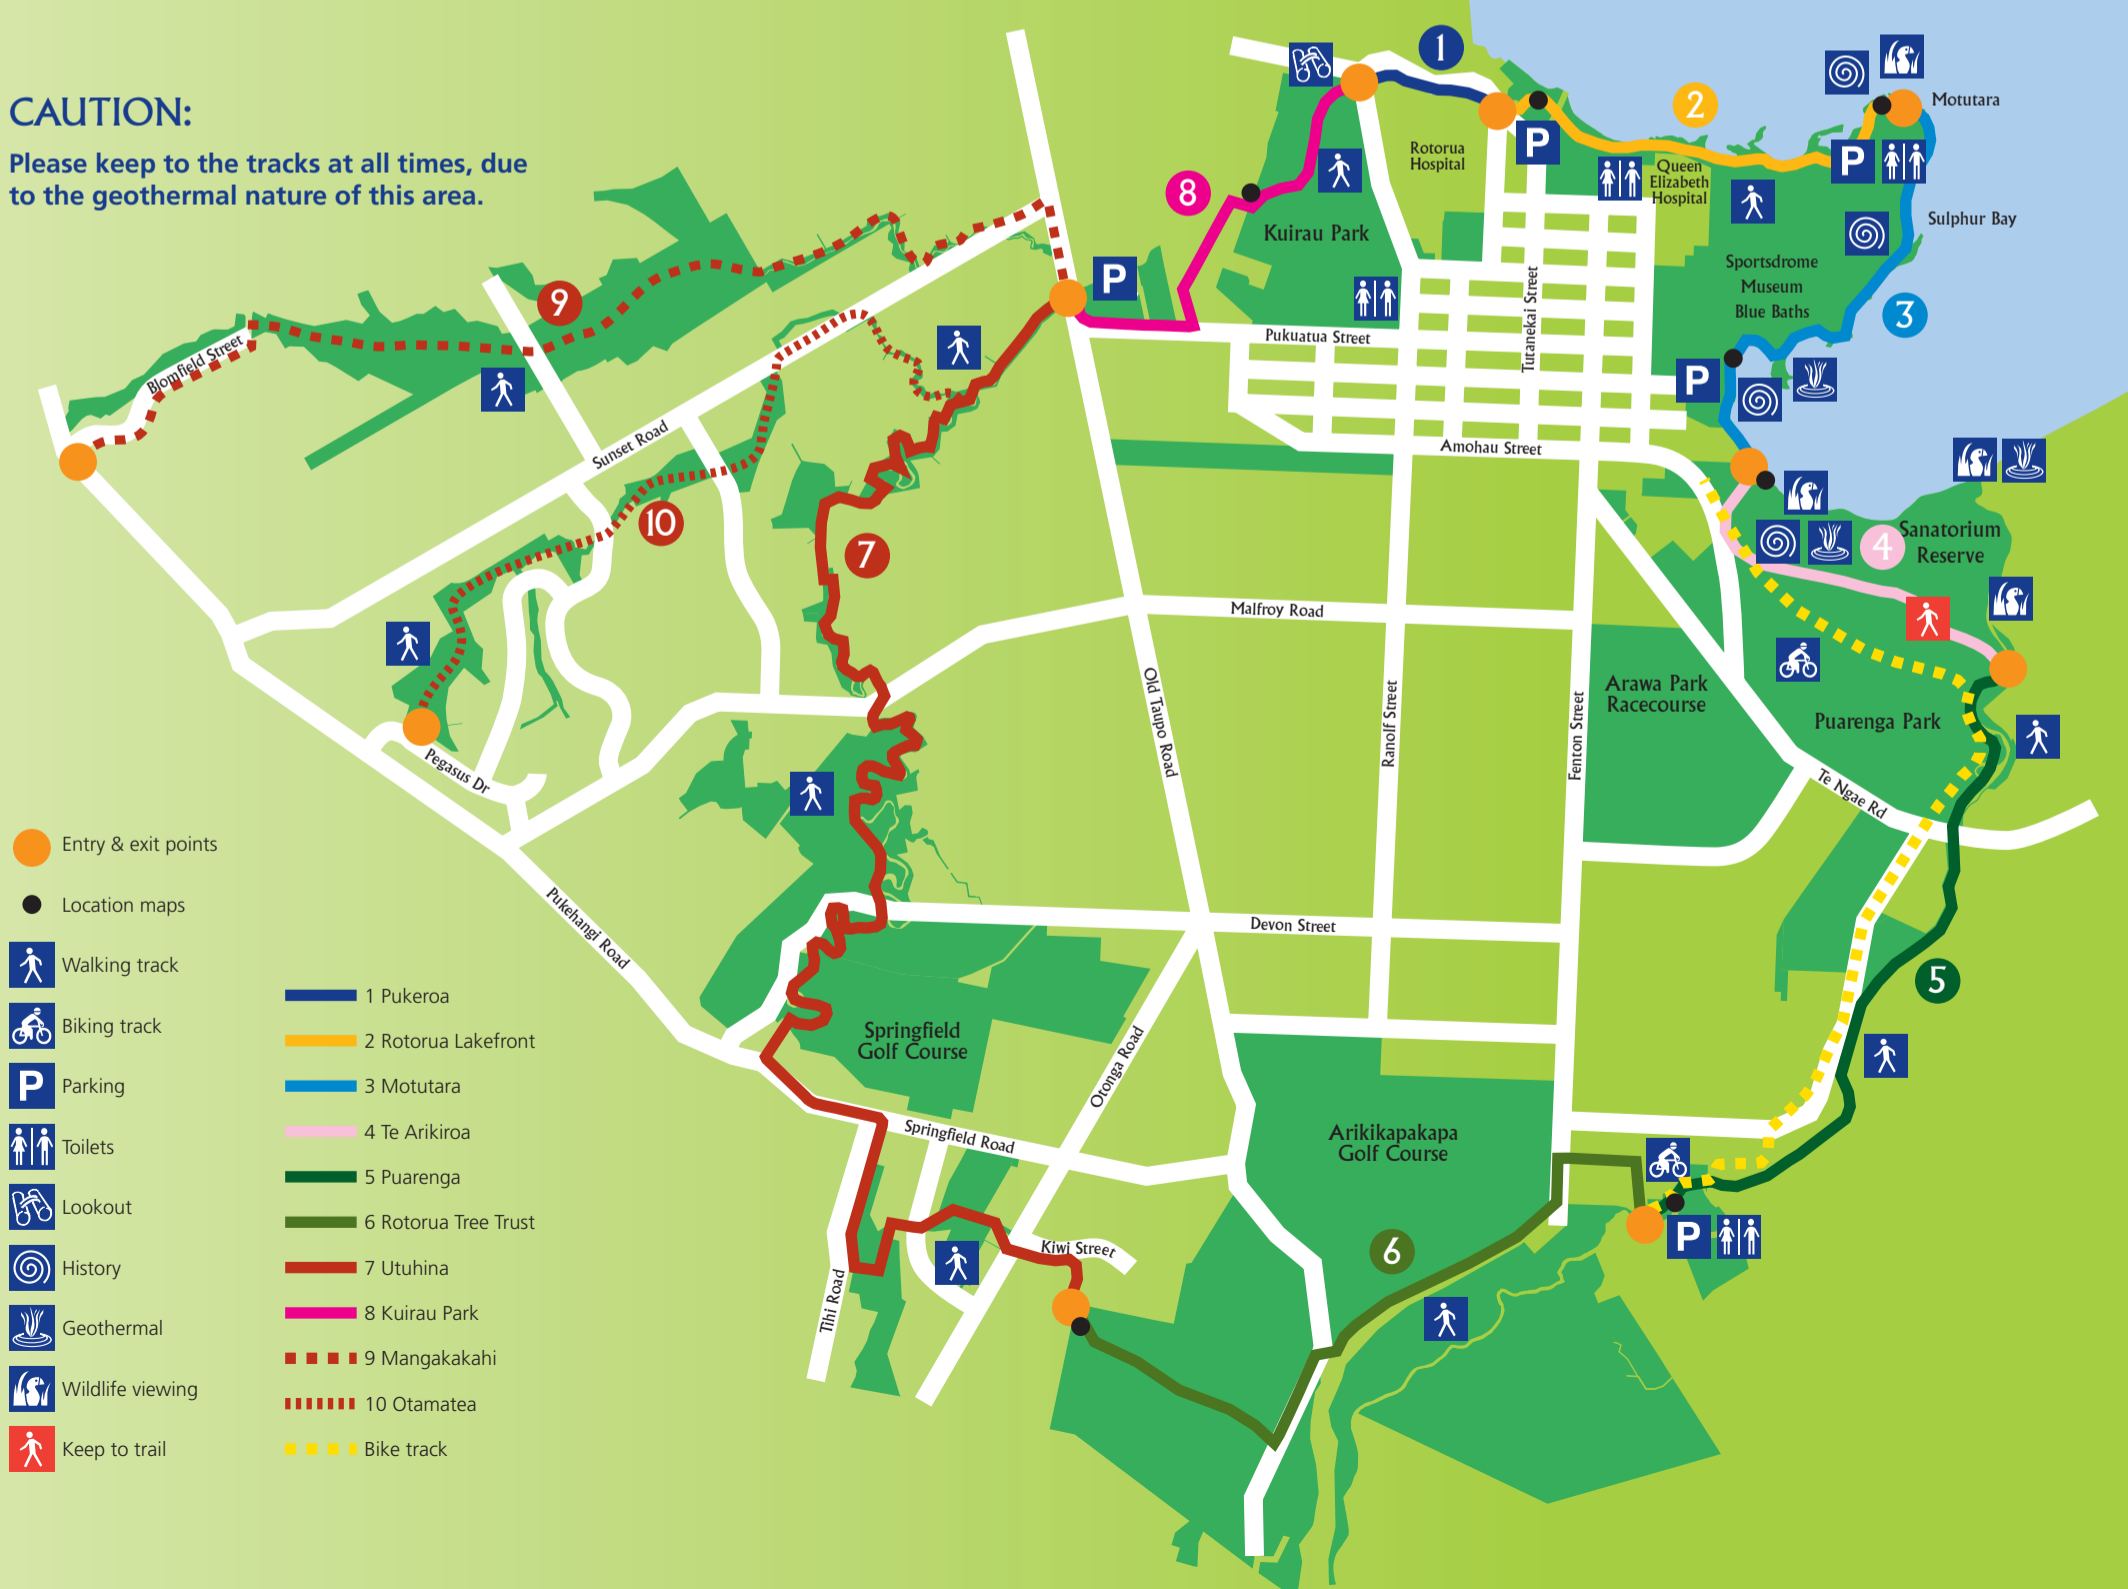 CAUTION:
Please keep to the tracks at all times, due
to the geothermal nature of this area.
1
2
Motutara
Rotorua
Hospital
P
P
Queen
Elizabeth
Hospital
8
Kuirau Park
Sulphur Bay
Sportsdrome
Museum
Blue Baths
P
9
Tutanekai Street
3
Pukuatua Street
Blomfield Street
P
Sunset Road
Amohau Street
10
7
4
Sanatorium
Reserve
Malfroy Road
Old Taupo Road
Ranolf Street
Fenton Street
Arawa Park
Racecourse
Puarenga Park
Pegasus Dr
Te Ngae Rd
Pukehangi Road
Devon Street
5
Springfield
Golf Course
Otonga Road
Springfield Road
Arikikapakapa
Golf Course
6
P
Kiwi Street
Tihi Road
Entry & exit points
Location maps
Walking track
Biking track
P
Parking
Toilets
Lookout
History
Geothermal
Wildlife viewing
Keep to trail
1 Pukeroa
2 Rotorua Lakefront
3 Motutara
4 Te Arikiroa
5 Puarenga
6 Rotorua Tree Trust
7 Utuhina
8 Kuirau Park
9 Mangakakahi
10 Otamatea
Bike track